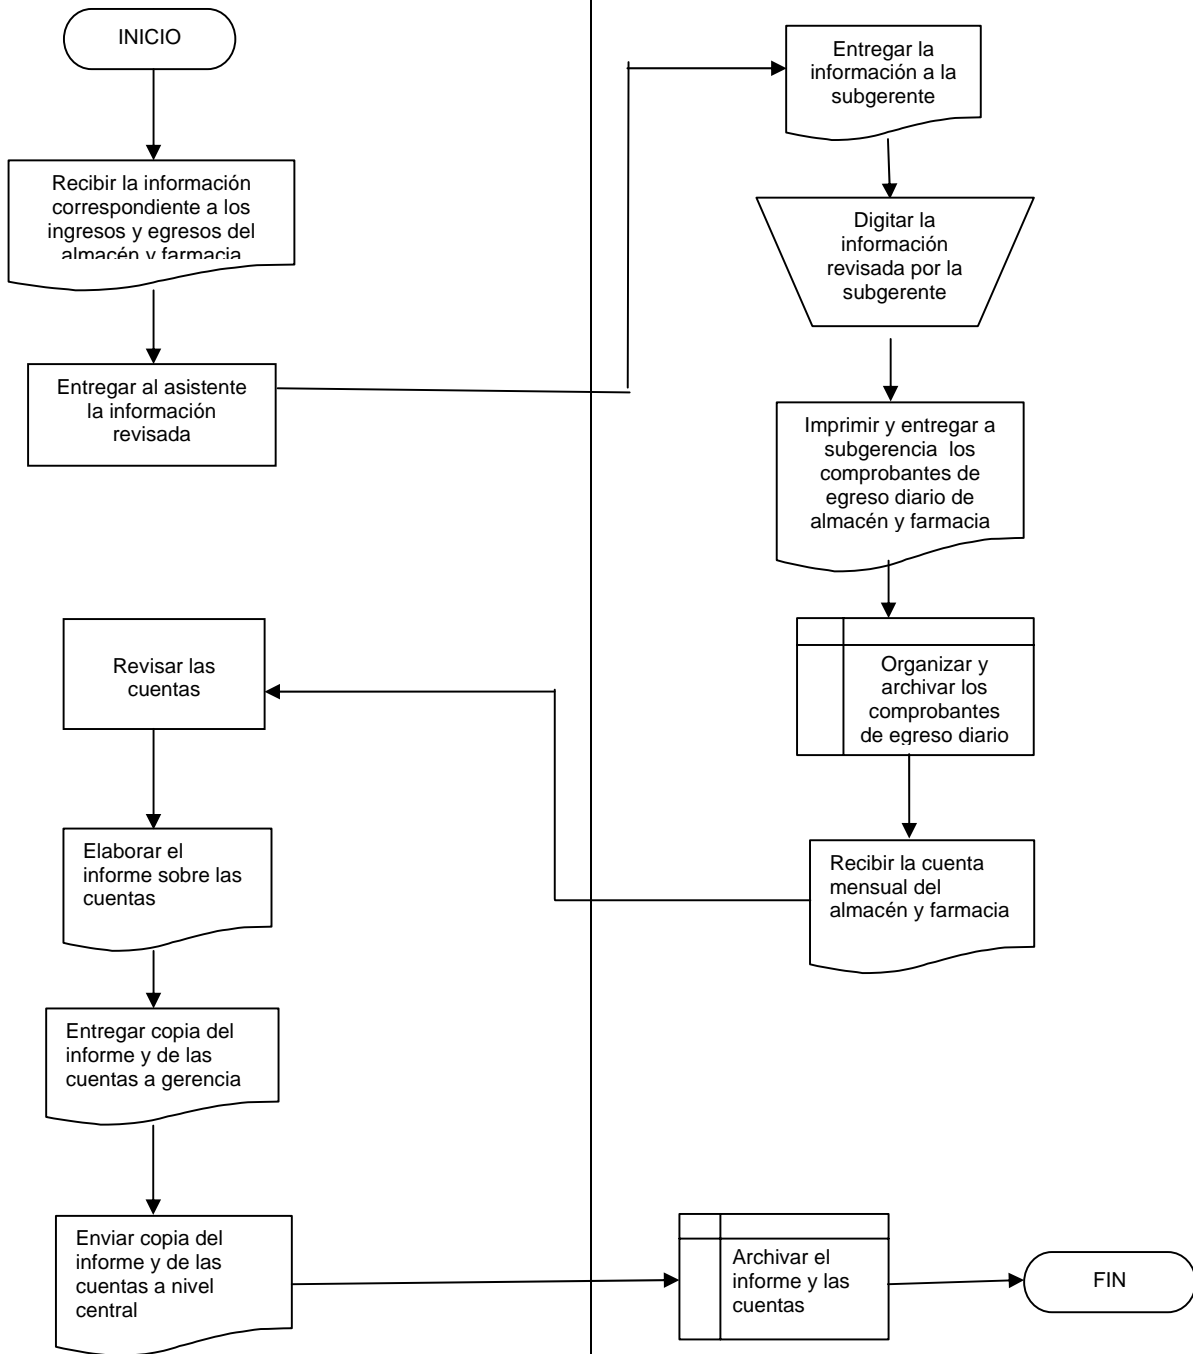 INICIO
Recibir la información
correspondiente a los
ingresos y egresos del
almacén y farmacia
Entregar al asistente
la información
revisada
Entregar la
información a la
subgerente
Digitar la
información
revisada por la
subgerente
Imprimir y entregar a
subgerencia los
comprobantes de
egreso diario de
almacén y farmacia
Organizar y
archivar los
comprobantes
de egreso diario
Recibir la cuenta
mensual del
almacén y farmacia
Revisar las
cuentas
Elaborar el
informe sobre las
cuentas
Entregar copia del
informe y de las
cuentas a gerencia
Enviar copia del
informe y de las
cuentas a nivel
central
Archivar el
informe y las
cuentas
FIN